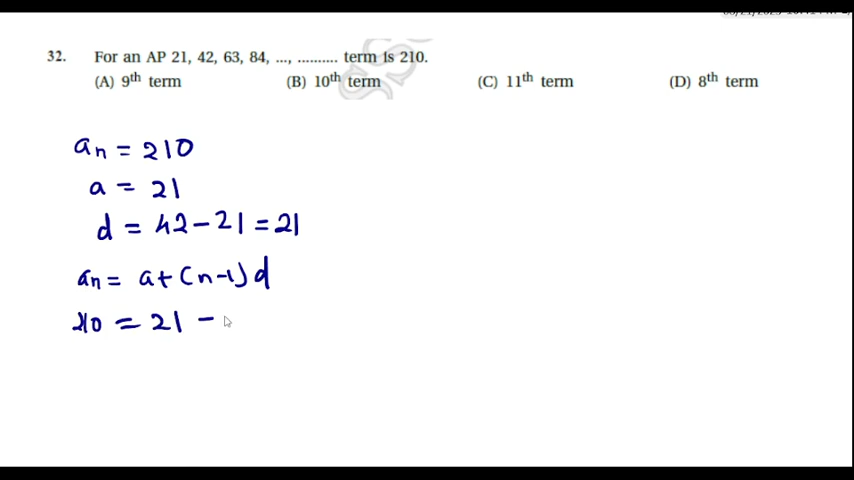 32. For an AP 21, 42, 63, 84, ..., .......... term is 210.
(A) 9th term (B) 10th term (C) 11th term (D) 8th term
an = 210
a = 21
d = 42 - 21 = 21
an = a + (n-1) d
210 = 21 -